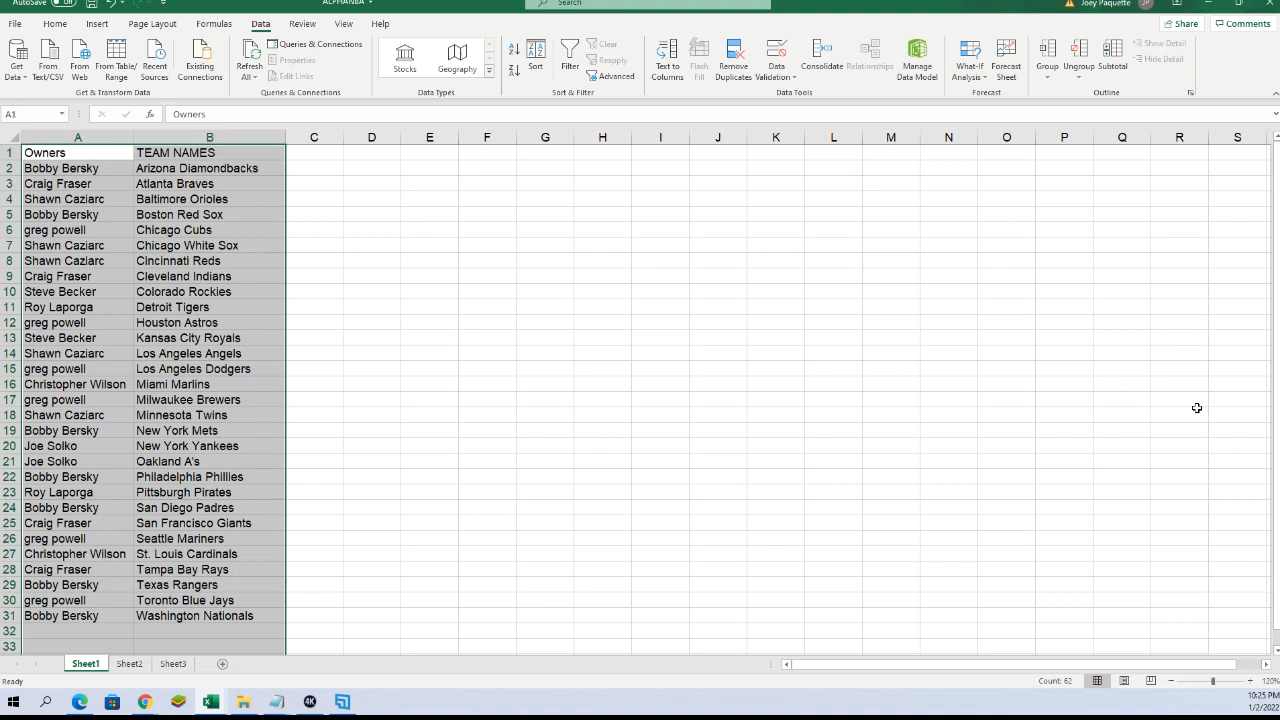 AutoSave Off ALPHANBA Search Joey Paquette JP
File Home Insert Page Layout Formulas Data Review View Help Share Comments
Get Data From Text/CSV From Web From Table/Range Recent Sources Existing Connections
Get & Transform Data
Refresh All Queries & Connections Properties Edit Links
Queries & Connections
Stocks Geography
Data Types
Sort Filter Clear Reapply Advanced
Sort & Filter
Text to Columns Flash Fill Remove Duplicates Data Validation Consolidate Relationships Manage Data Model
Data Tools
What-If Analysis Forecast Sheet
Forecast
Group Ungroup Subtotal Show Detail Hide Detail
Outline
A1 fx Owners
A B C D E F G H I J K L M N O P Q R S
1 Owners TEAM NAMES
2 Bobby Bersky Arizona Diamondbacks
3 Craig Fraser Atlanta Braves
4 Shawn Caziarc Baltimore Orioles
5 Bobby Bersky Boston Red Sox
6 greg powell Chicago Cubs
7 Shawn Caziarc Chicago White Sox
8 Shawn Caziarc Cincinnati Reds
9 Craig Fraser Cleveland Indians
10 Steve Becker Colorado Rockies
11 Roy Laporga Detroit Tigers
12 greg powell Houston Astros
13 Steve Becker Kansas City Royals
14 Shawn Caziarc Los Angeles Angels
15 greg powell Los Angeles Dodgers
16 Christopher Wilson Miami Marlins
17 greg powell Milwaukee Brewers
18 Shawn Caziarc Minnesota Twins
19 Bobby Bersky New York Mets
20 Joe Solko New York Yankees
21 Joe Solko Oakland A's
22 Bobby Bersky Philadelphia Phillies
23 Roy Laporga Pittsburgh Pirates
24 Bobby Bersky San Diego Padres
25 Craig Fraser San Francisco Giants
26 greg powell Seattle Mariners
27 Christopher Wilson St. Louis Cardinals
28 Craig Fraser Tampa Bay Rays
29 Bobby Bersky Texas Rangers
30 greg powell Toronto Blue Jays
31 Bobby Bersky Washington Nationals
32
33
Sheet1 Sheet2 Sheet3
Ready Count: 62 120%
4K 10:25 PM
1/2/2022